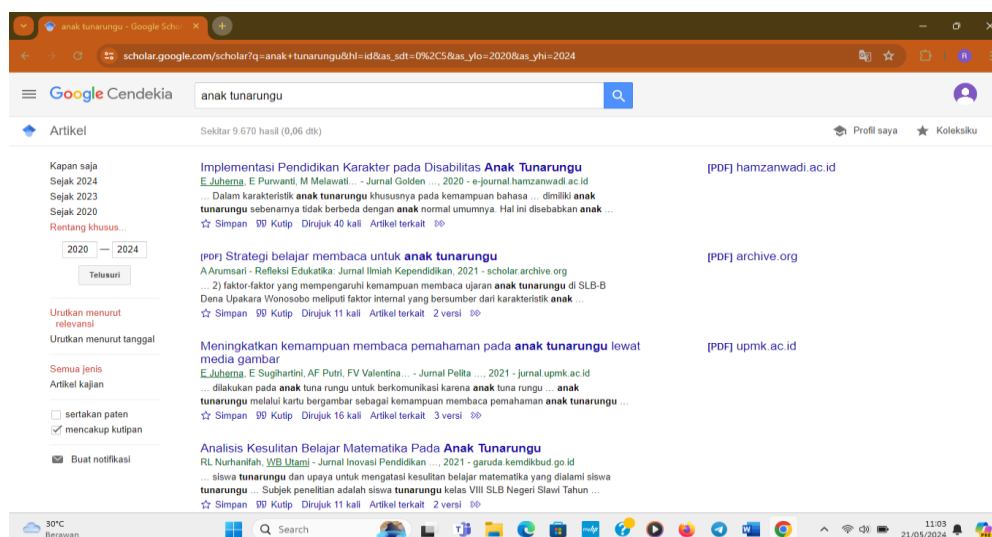 anak tunarungu - Google Schol
scholar.google.com/scholar?q=anak+tunarungu&hl=id&as_sdt=0%2C5&as_ylo=2020&as_yhi=2024
Google Cendekia
anak tunarungu
Artikel
Sekitar 9.670 hasil (0,06 dtk)
Profil saya
Koleksiku
Kapan saja
Sejak 2024
Sejak 2023
Sejak 2020
Rentang khusus...
2020 — 2024
Telusuri
Urutkan menurut
relevansi
Urutkan menurut tanggal
Semua jenis
Artikel kajian
sertakan paten
mencakup kutipan
Buat notifikasi
Implementasi Pendidikan Karakter pada Disabilitas Anak Tunarungu
[PDF] hamzanwadi.ac.id
E Juherna, E Purwanti, M Melawati... - Jurnal Golden ..., 2020 - e-journal.hamzanwadi.ac.id
... Dalam karakteristik anak tunarungu khususnya pada kemampuan bahasa ... dimiliki anak
tunarungu sebenarnya tidak berbeda dengan anak normal umumnya. Hal ini disebabkan anak ...
Simpan Kutip Dirujuk 40 kali Artikel terkait
[PDF] Strategi belajar membaca untuk anak tunarungu
[PDF] archive.org
A Arumsari - Refleksi Edukatika: Jurnal Ilmiah Kependidikan, 2021 - scholar.archive.org
... 2) faktor-faktor yang mempengaruhi kemampuan membaca ujaran anak tunarungu di SLB-B
Dena Upakara Wonosobo meliputi faktor internal yang bersumber dari karakteristik anak ...
Simpan Kutip Dirujuk 11 kali Artikel terkait 2 versi
Meningkatkan kemampuan membaca pemahaman pada anak tunarungu lewat
media gambar
[PDF] upmk.ac.id
E Juherna, E Sugihartini, AF Putri, FV Valentina... - Jurnal Pelita ..., 2021 - jurnal.upmk.ac.id
... dilakukan pada anak tuna rungu untuk berkomunikasi karena anak tuna rungu ... anak
tunarungu melalui kartu bergambar sebagai kemampuan membaca pemahaman anak tunarungu ...
Simpan Kutip Dirujuk 16 kali Artikel terkait 3 versi
Analisis Kesulitan Belajar Matematika Pada Anak Tunarungu
RL Nurhanifah, WB Utami - Jurnal Inovasi Pendidikan ..., 2021 - garuda.kemdikbud.go.id
... siswa tunarungu dan upaya untuk mengatasi kesulitan belajar matematika yang dialami siswa
tunarungu ... Subjek penelitian adalah siswa tunarungu kelas VIII SLB Negeri Slawi Tahun ...
Simpan Kutip Dirujuk 11 kali Artikel terkait 2 versi
30°C
Berawan
Search
11:03
21/05/2024